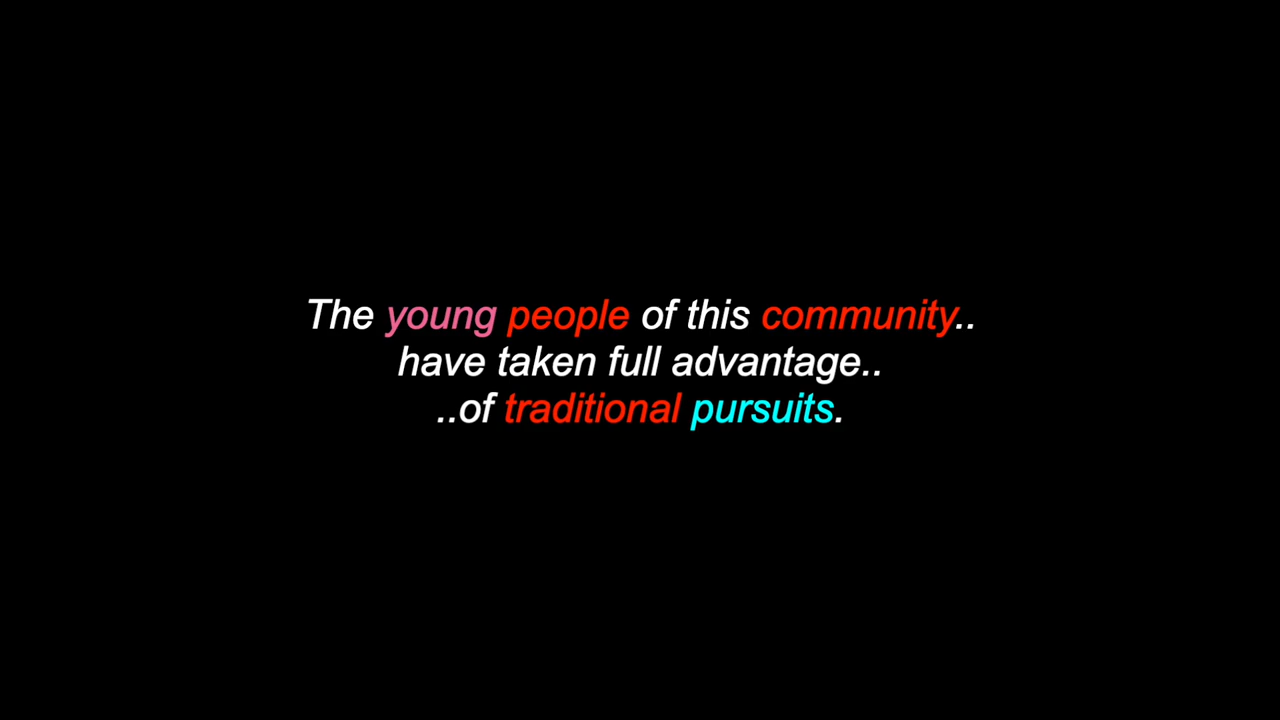 The young people of this community..
have taken full advantage..
..of traditional pursuits.